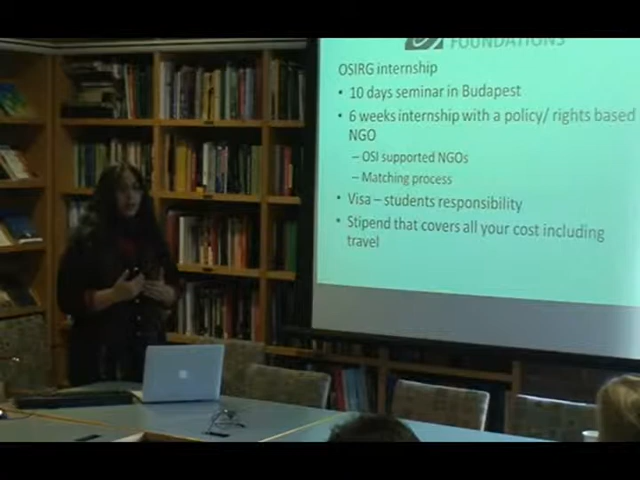 FOUNDATIONS
OSIRG internship
• 10 days seminar in Budapest
• 6 weeks internship with a policy/ rights based
NGO
– OSI supported NGOs
– Matching process
• Visa – students responsibility
• Stipend that covers all your cost including
travel